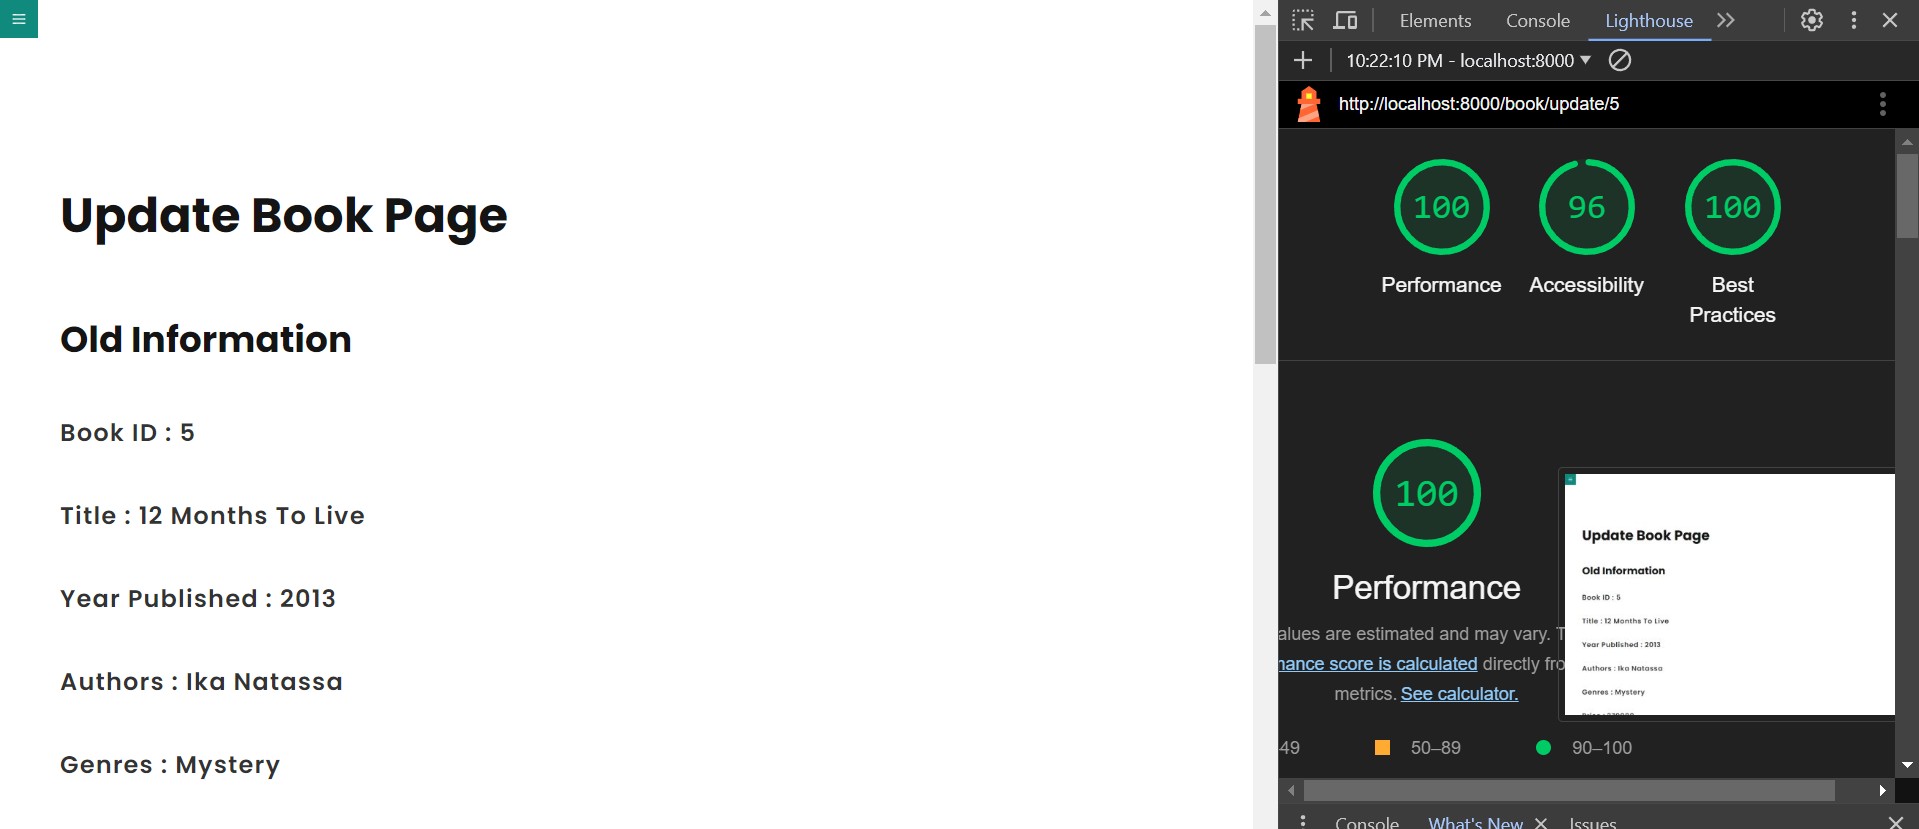 Update Book Page
Old Information
Book ID : 5
Title : 12 Months To Live
Year Published : 2013
Authors : Ika Natassa
Genres : Mystery
Elements Console Lighthouse
10:22:10 PM - localhost:8000
http://localhost:8000/book/update/5
100 96 100
Performance Accessibility Best
Practices
100
Performance
alues are estimated and may vary. T
mance score is calculated directly fro
metrics. See calculator.
Update Book Page
Old Information
Book ID : 5
Title : 12 Months To Live
Year Published : 2013
Authors : Ika Natassa
Genres : Mystery
49 50–89 90–100
Console What's New Issues